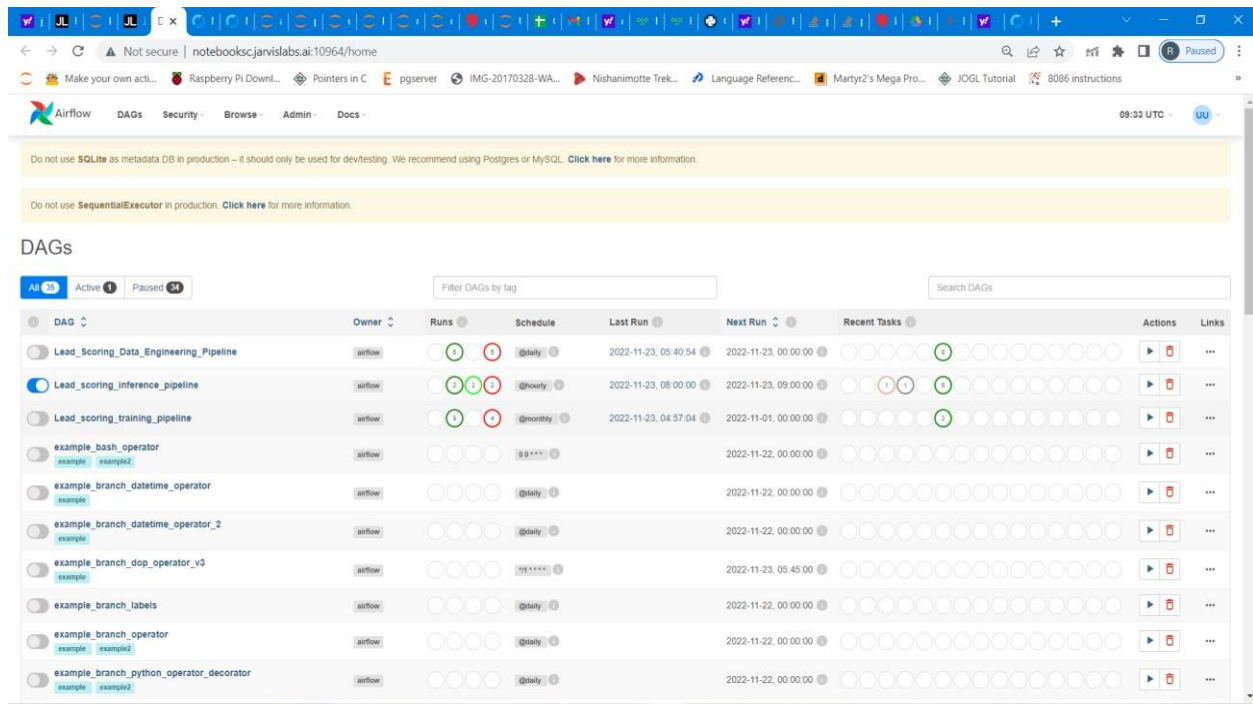 Not secure | notebooksc.jarvislabs.ai:10964/home Paused
Make your own acti... Raspberry Pi Downl... Pointers in C pgserver IMG-20170328-WA... Nishanimotte Trek... Language Referenc... Martyr2's Mega Pro... JOGL Tutorial 8086 instructions
Airflow DAGs Security Browse Admin Docs 09:33 UTC UU
Do not use SQLite as metadata DB in production – it should only be used for dev/testing. We recommend using Postgres or MySQL. Click here for more information.
Do not use SequentialExecutor in production. Click here for more information.
DAGs
All 35 Active 1 Paused 34 Filter DAGs by tag Search DAGs
DAG Owner Runs Schedule Last Run Next Run Recent Tasks Actions Links
Lead_Scoring_Data_Engineering_Pipeline airflow @daily 2022-11-23, 05:40:54 2022-11-23, 00:00:00
Lead_scoring_inference_pipeline airflow 2 2 @hourly 2022-11-23, 08:00:00 2022-11-23, 09:00:00 1 1
Lead_scoring_training_pipeline airflow 4 @monthly 2022-11-23, 04:57:04 2022-11-01, 00:00:00 2
example_bash_operator airflow 0 0 * * * 2022-11-22, 00:00:00
example example2
example_branch_datetime_operator airflow @daily 2022-11-22, 00:00:00
example
example_branch_datetime_operator_2 airflow @daily 2022-11-22, 00:00:00
example
example_branch_dop_operator_v3 airflow 2022-11-23, 05:45:00
example
example_branch_labels airflow @daily 2022-11-22, 00:00:00
example_branch_operator airflow @daily 2022-11-22, 00:00:00
example example2
example_branch_python_operator_decorator airflow @daily 2022-11-22, 00:00:00
example example2